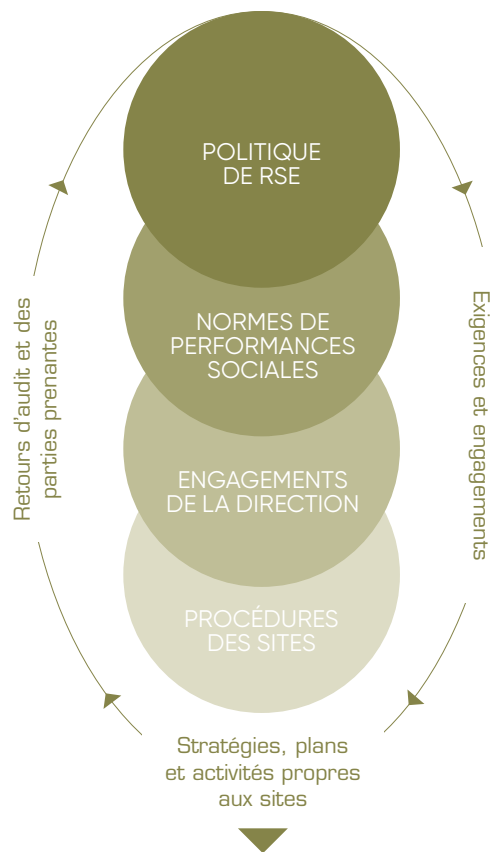 POLITIQUE
DE RSE
NORMES DE
PERFORMANCES
SOCIALES
ENGAGEMENTS
DE LA DIRECTION
PROCÉDURES
DES SITES
Exigences et engagements
Stratégies, plans
et activités propres
aux sites
Retours d'audit et des
parties prenantes